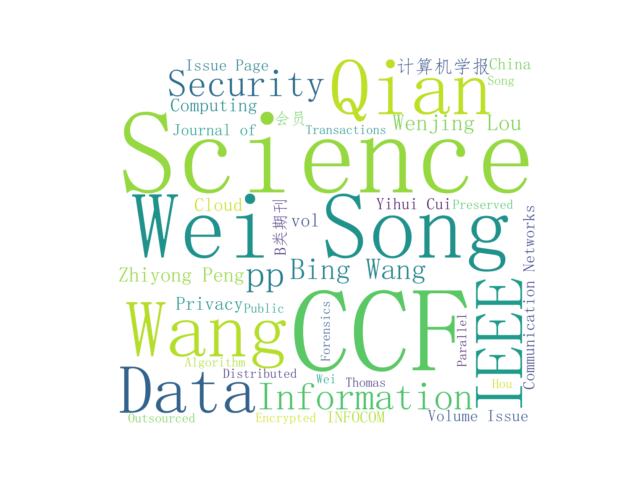 Issue Page
计算机学报
China
Security
Qian
Song
Computing
会员
Journal of
Transactions
Wenjing Lou
Science
Wei Song
Cloud
B类期刊
vol
Yihui Cui
Preserved
Communication Networks
Zhiyong Peng
pp
Bing Wang
IEEE
Privacy
Public
Wang
CCF
Forensics
Parallel
Algorithm
Distributed
Wei
Thomas
Hou
Data
Information
Outsourced
Encrypted
INFOCOM
Volume Issue